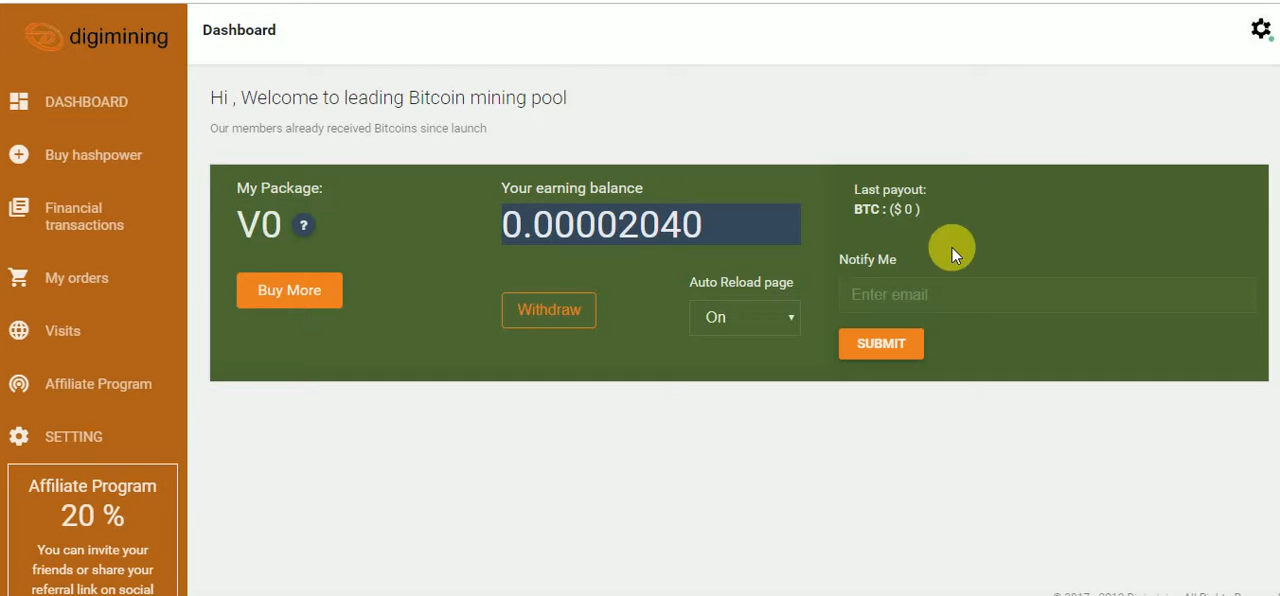 digimining
Dashboard
DASHBOARD
Buy hashpower
Financial
transactions
My orders
Visits
Affiliate Program
SETTING
Affiliate Program
20 %
You can invite your
friends or share your
referral link on social
Hi , Welcome to leading Bitcoin mining pool
Our members already received Bitcoins since launch
My Package:
V0 ?
Buy More
Your earning balance
0.00002040
Withdraw
Auto Reload page
On
Last payout:
BTC : ($ 0 )
Notify Me
Enter email
SUBMIT